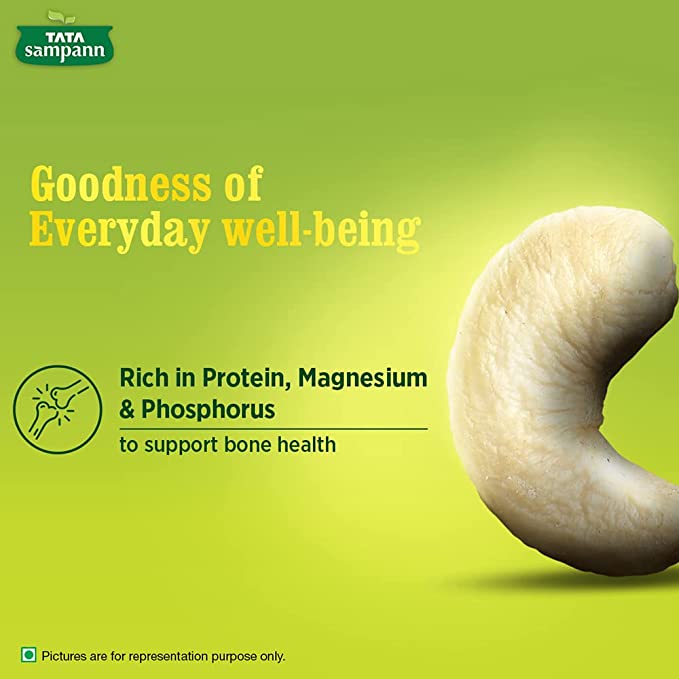 TATA
sampann
Goodness of
Everyday well-being
Rich in Protein, Magnesium
& Phosphorus
to support bone health
Pictures are for representation purpose only.